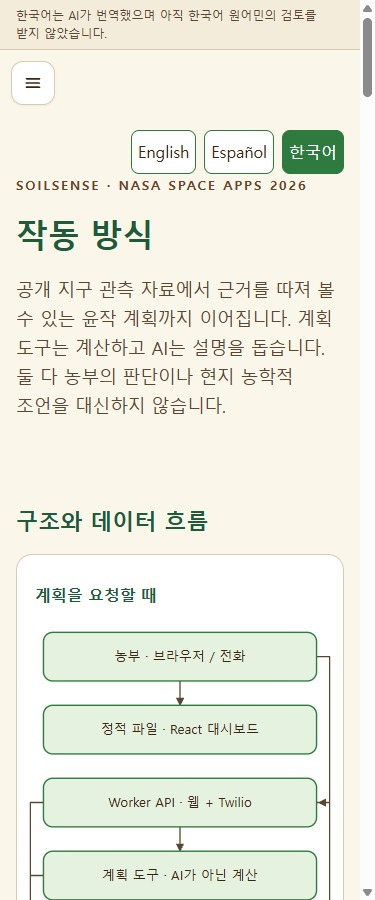 한국어는 AI가 번역했으며 아직 한국어 원어민의 검토를
받지 않았습니다.
English
Español
한국어
SOILSENSE · NASA SPACE APPS 2026
작동 방식
공개 지구 관측 자료에서 근거를 따져 볼
수 있는 윤작 계획까지 이어집니다. 계획
도구는 계산하고 AI는 설명을 돕습니다.
둘 다 농부의 판단이나 현지 농학적
조언을 대신하지 않습니다.
구조와 데이터 흐름
계획을 요청할 때
농부 · 브라우저 / 전화
정적 파일 · React 대시보드
Worker API · 웹 + Twilio
계획 도구 · AI가 아닌 계산